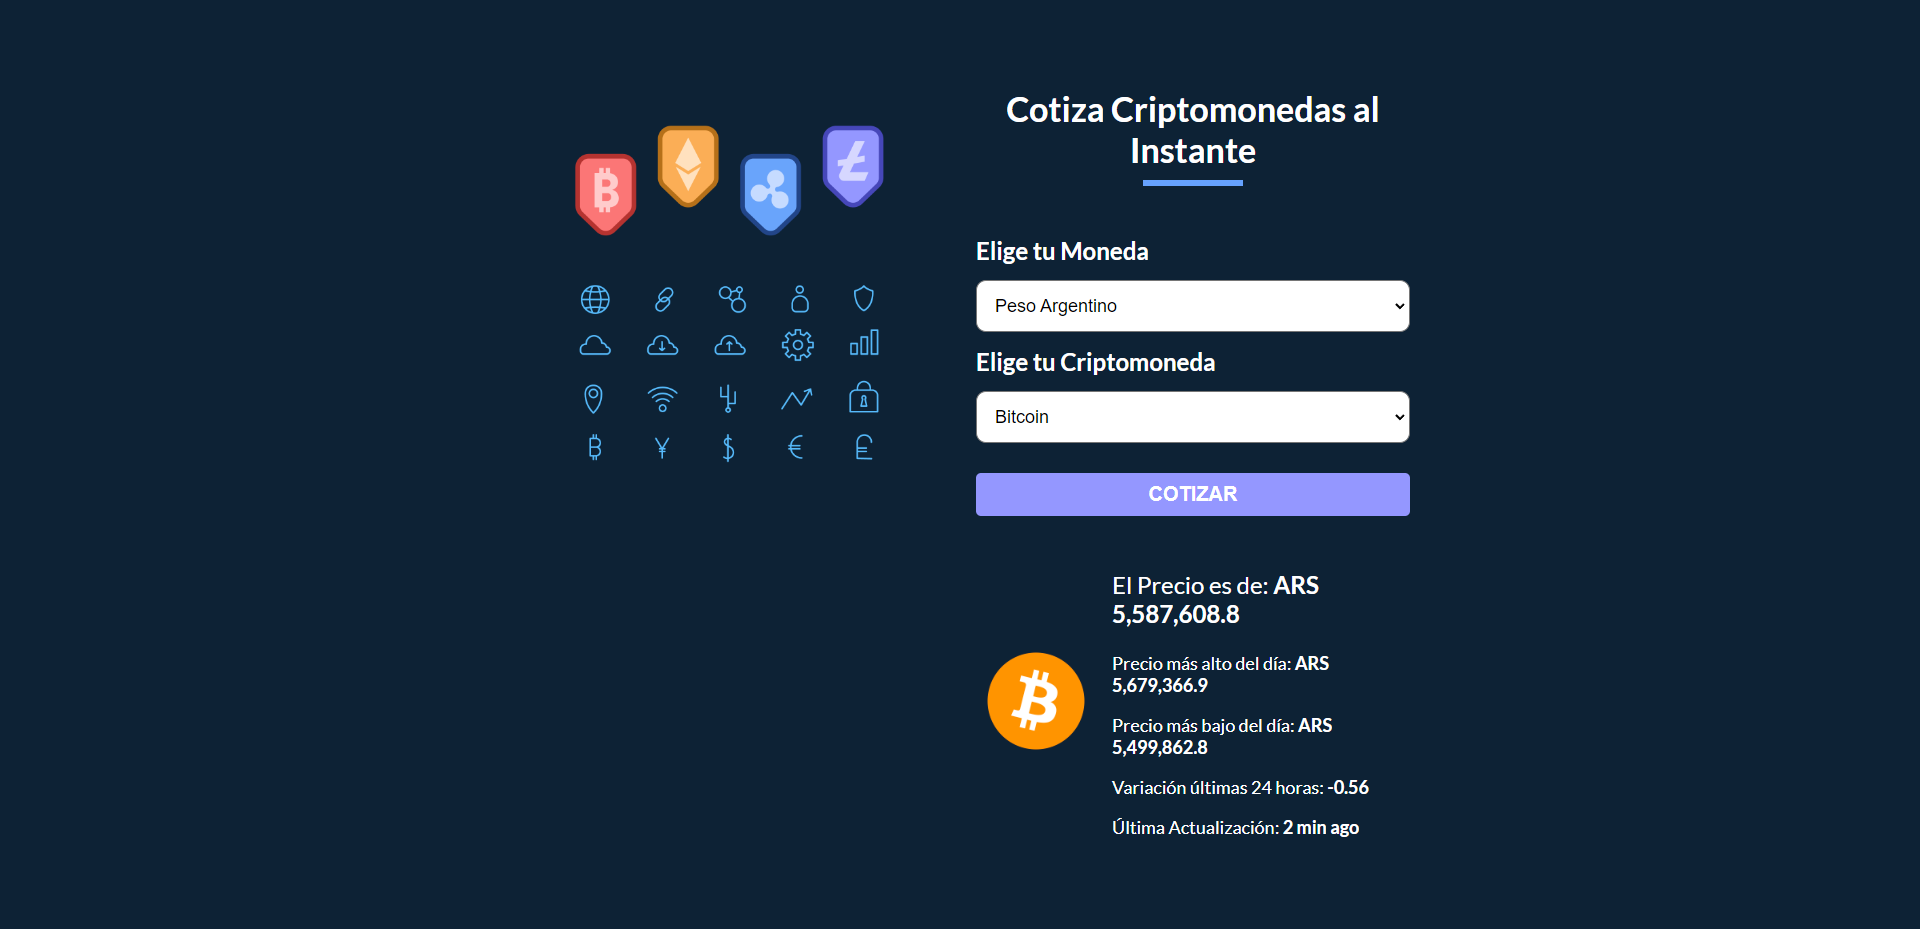 Cotiza Criptomonedas al
Instante
Elige tu Moneda
Peso Argentino
Elige tu Criptomoneda
Bitcoin
COTIZAR
El Precio es de: ARS
5,587,608.8
Precio más alto del día: ARS
5,679,366.9
Precio más bajo del día: ARS
5,499,862.8
Variación últimas 24 horas: -0.56
Última Actualización: 2 min ago